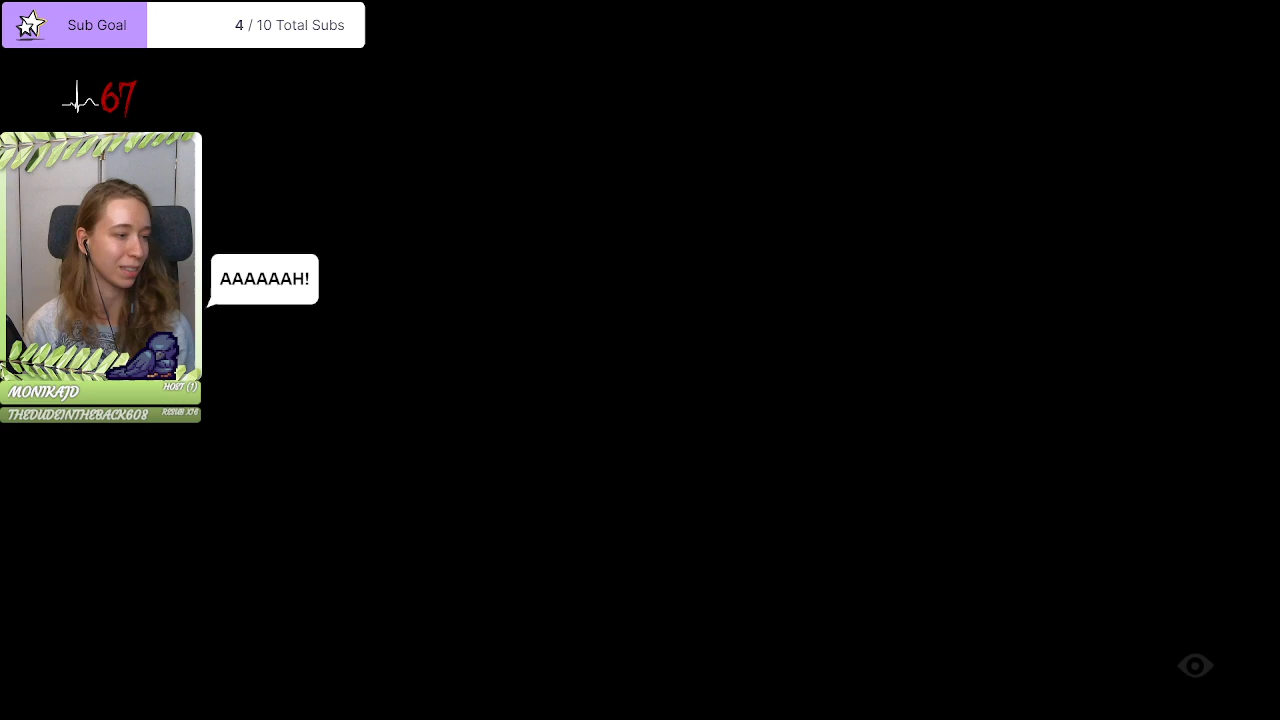 Sub Goal
4 / 10 Total Subs
67
AAAAAAH!
MONIKAJD
HOST (1)
THEDUDEINTHEBACK608